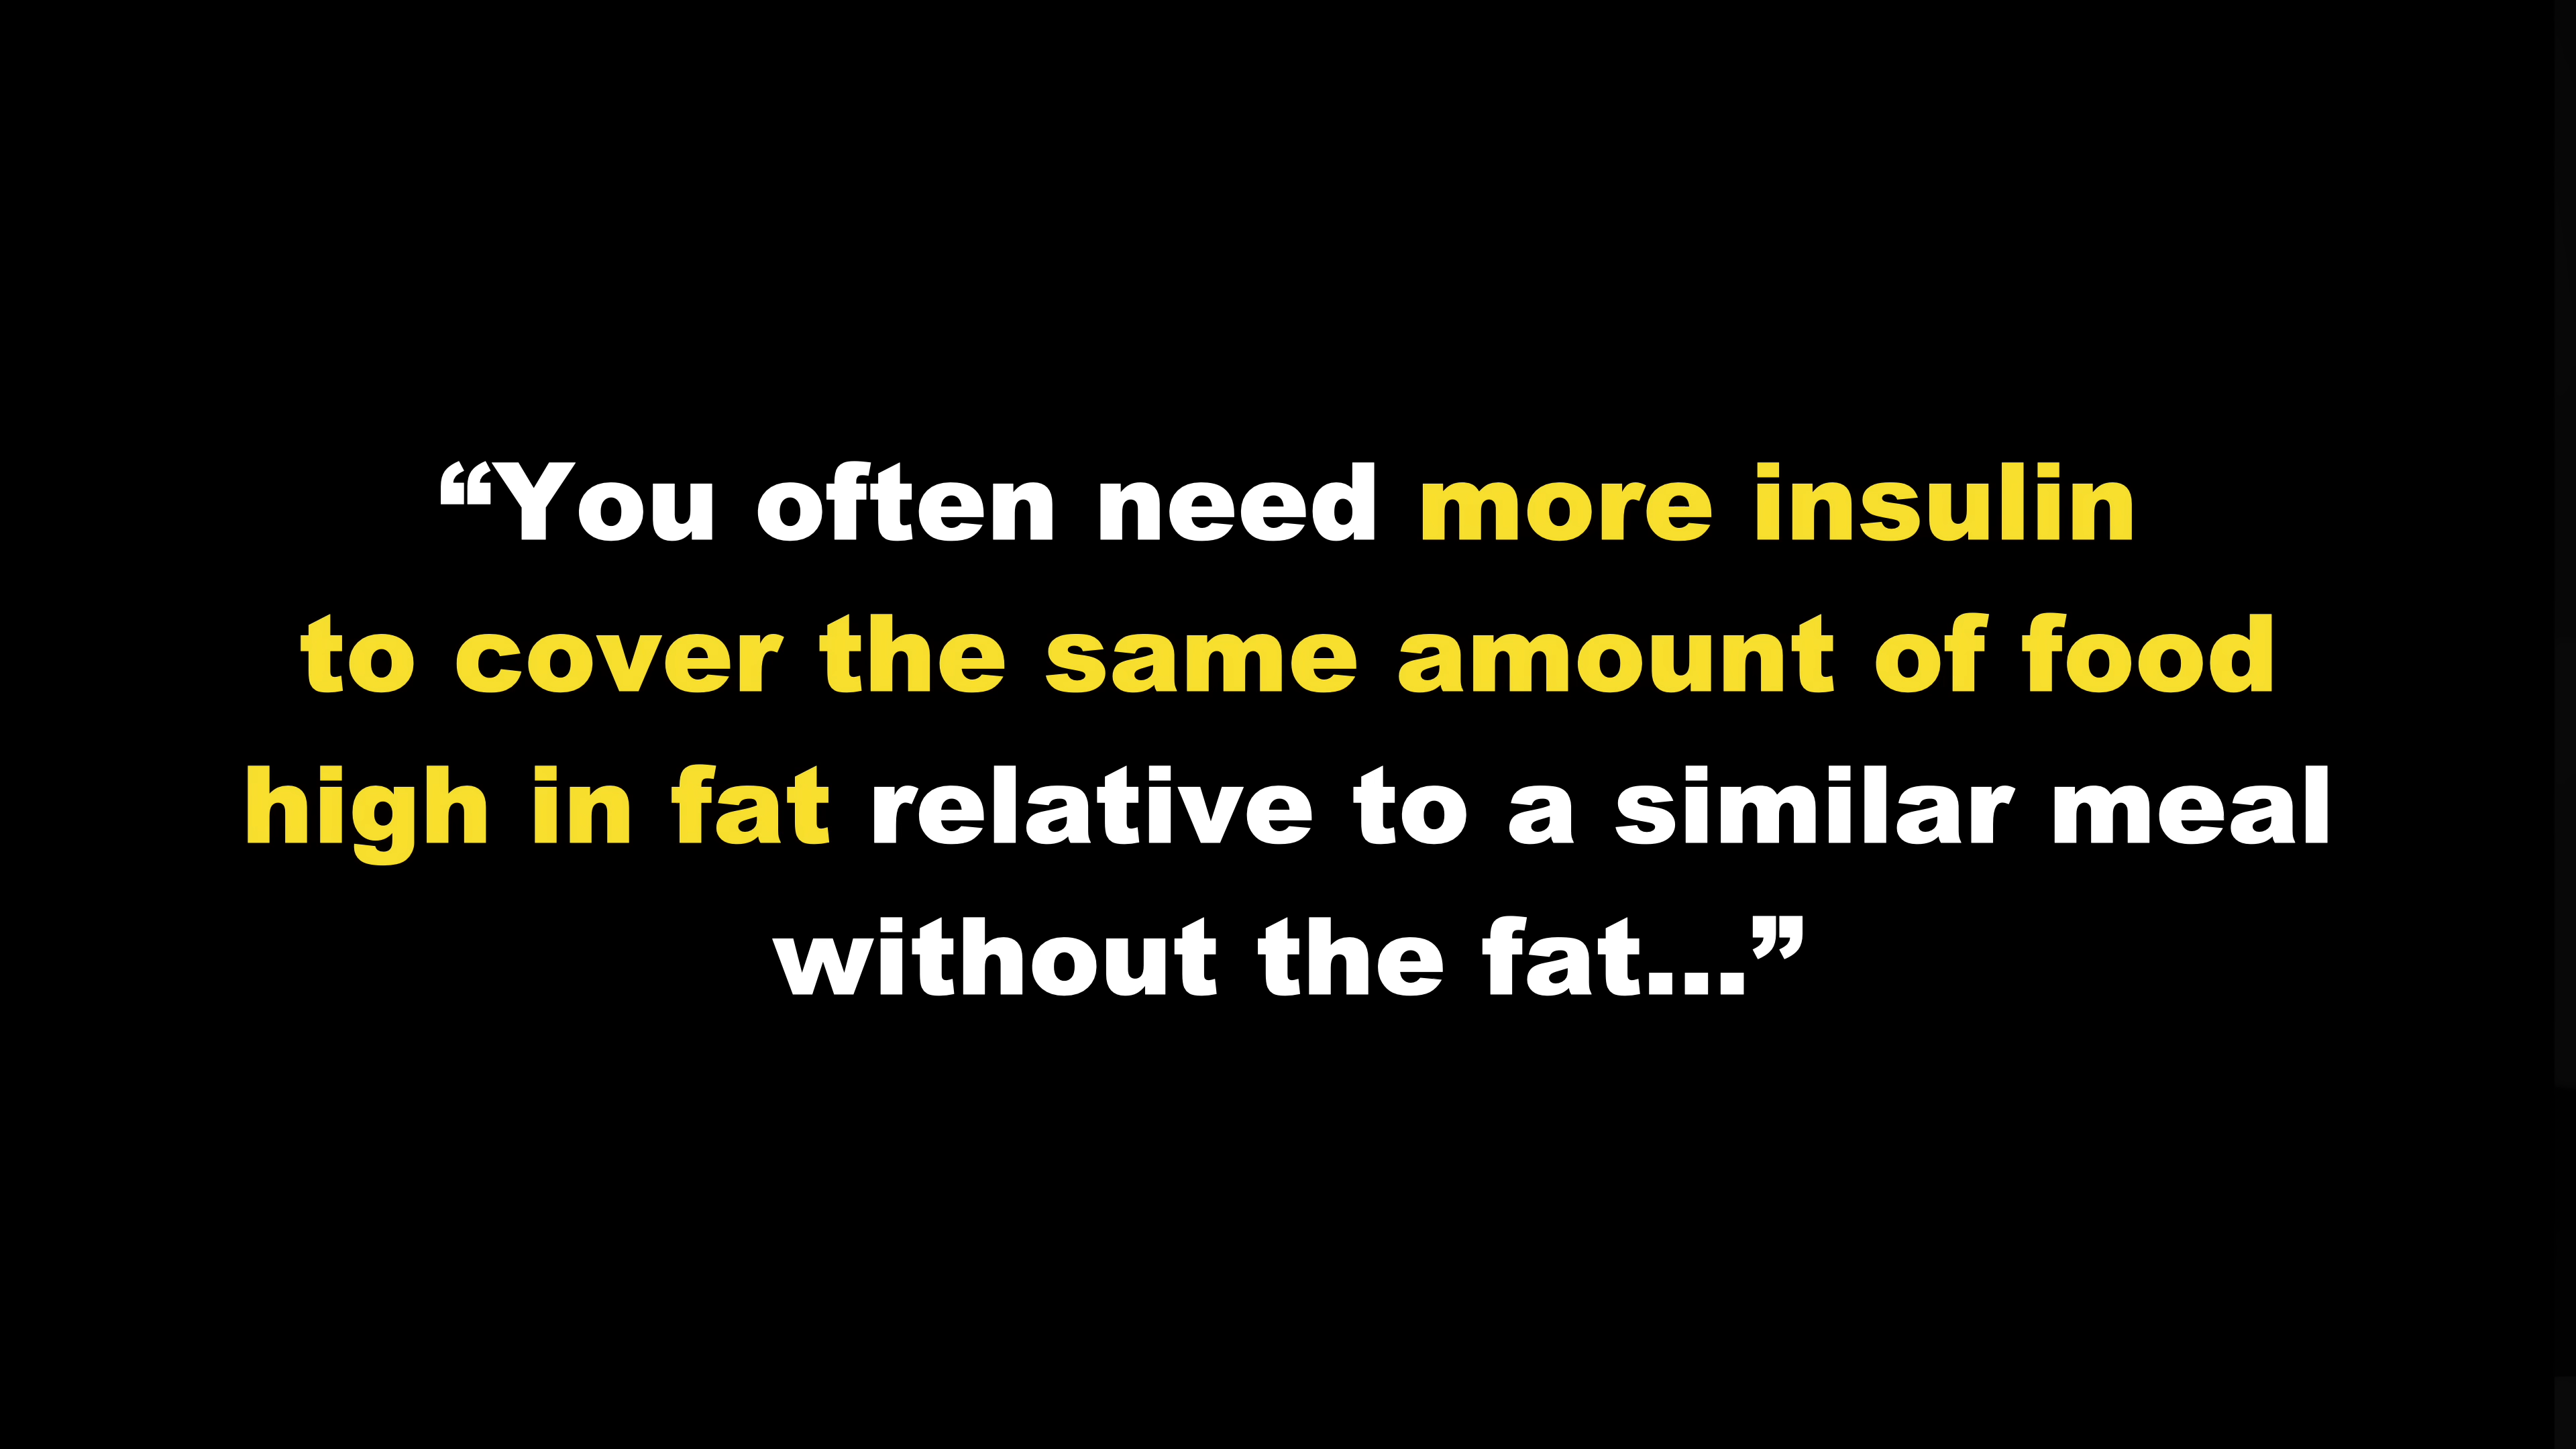 “You often need more insulin
to cover the same amount of food
high in fat relative to a similar meal
without the fat...”